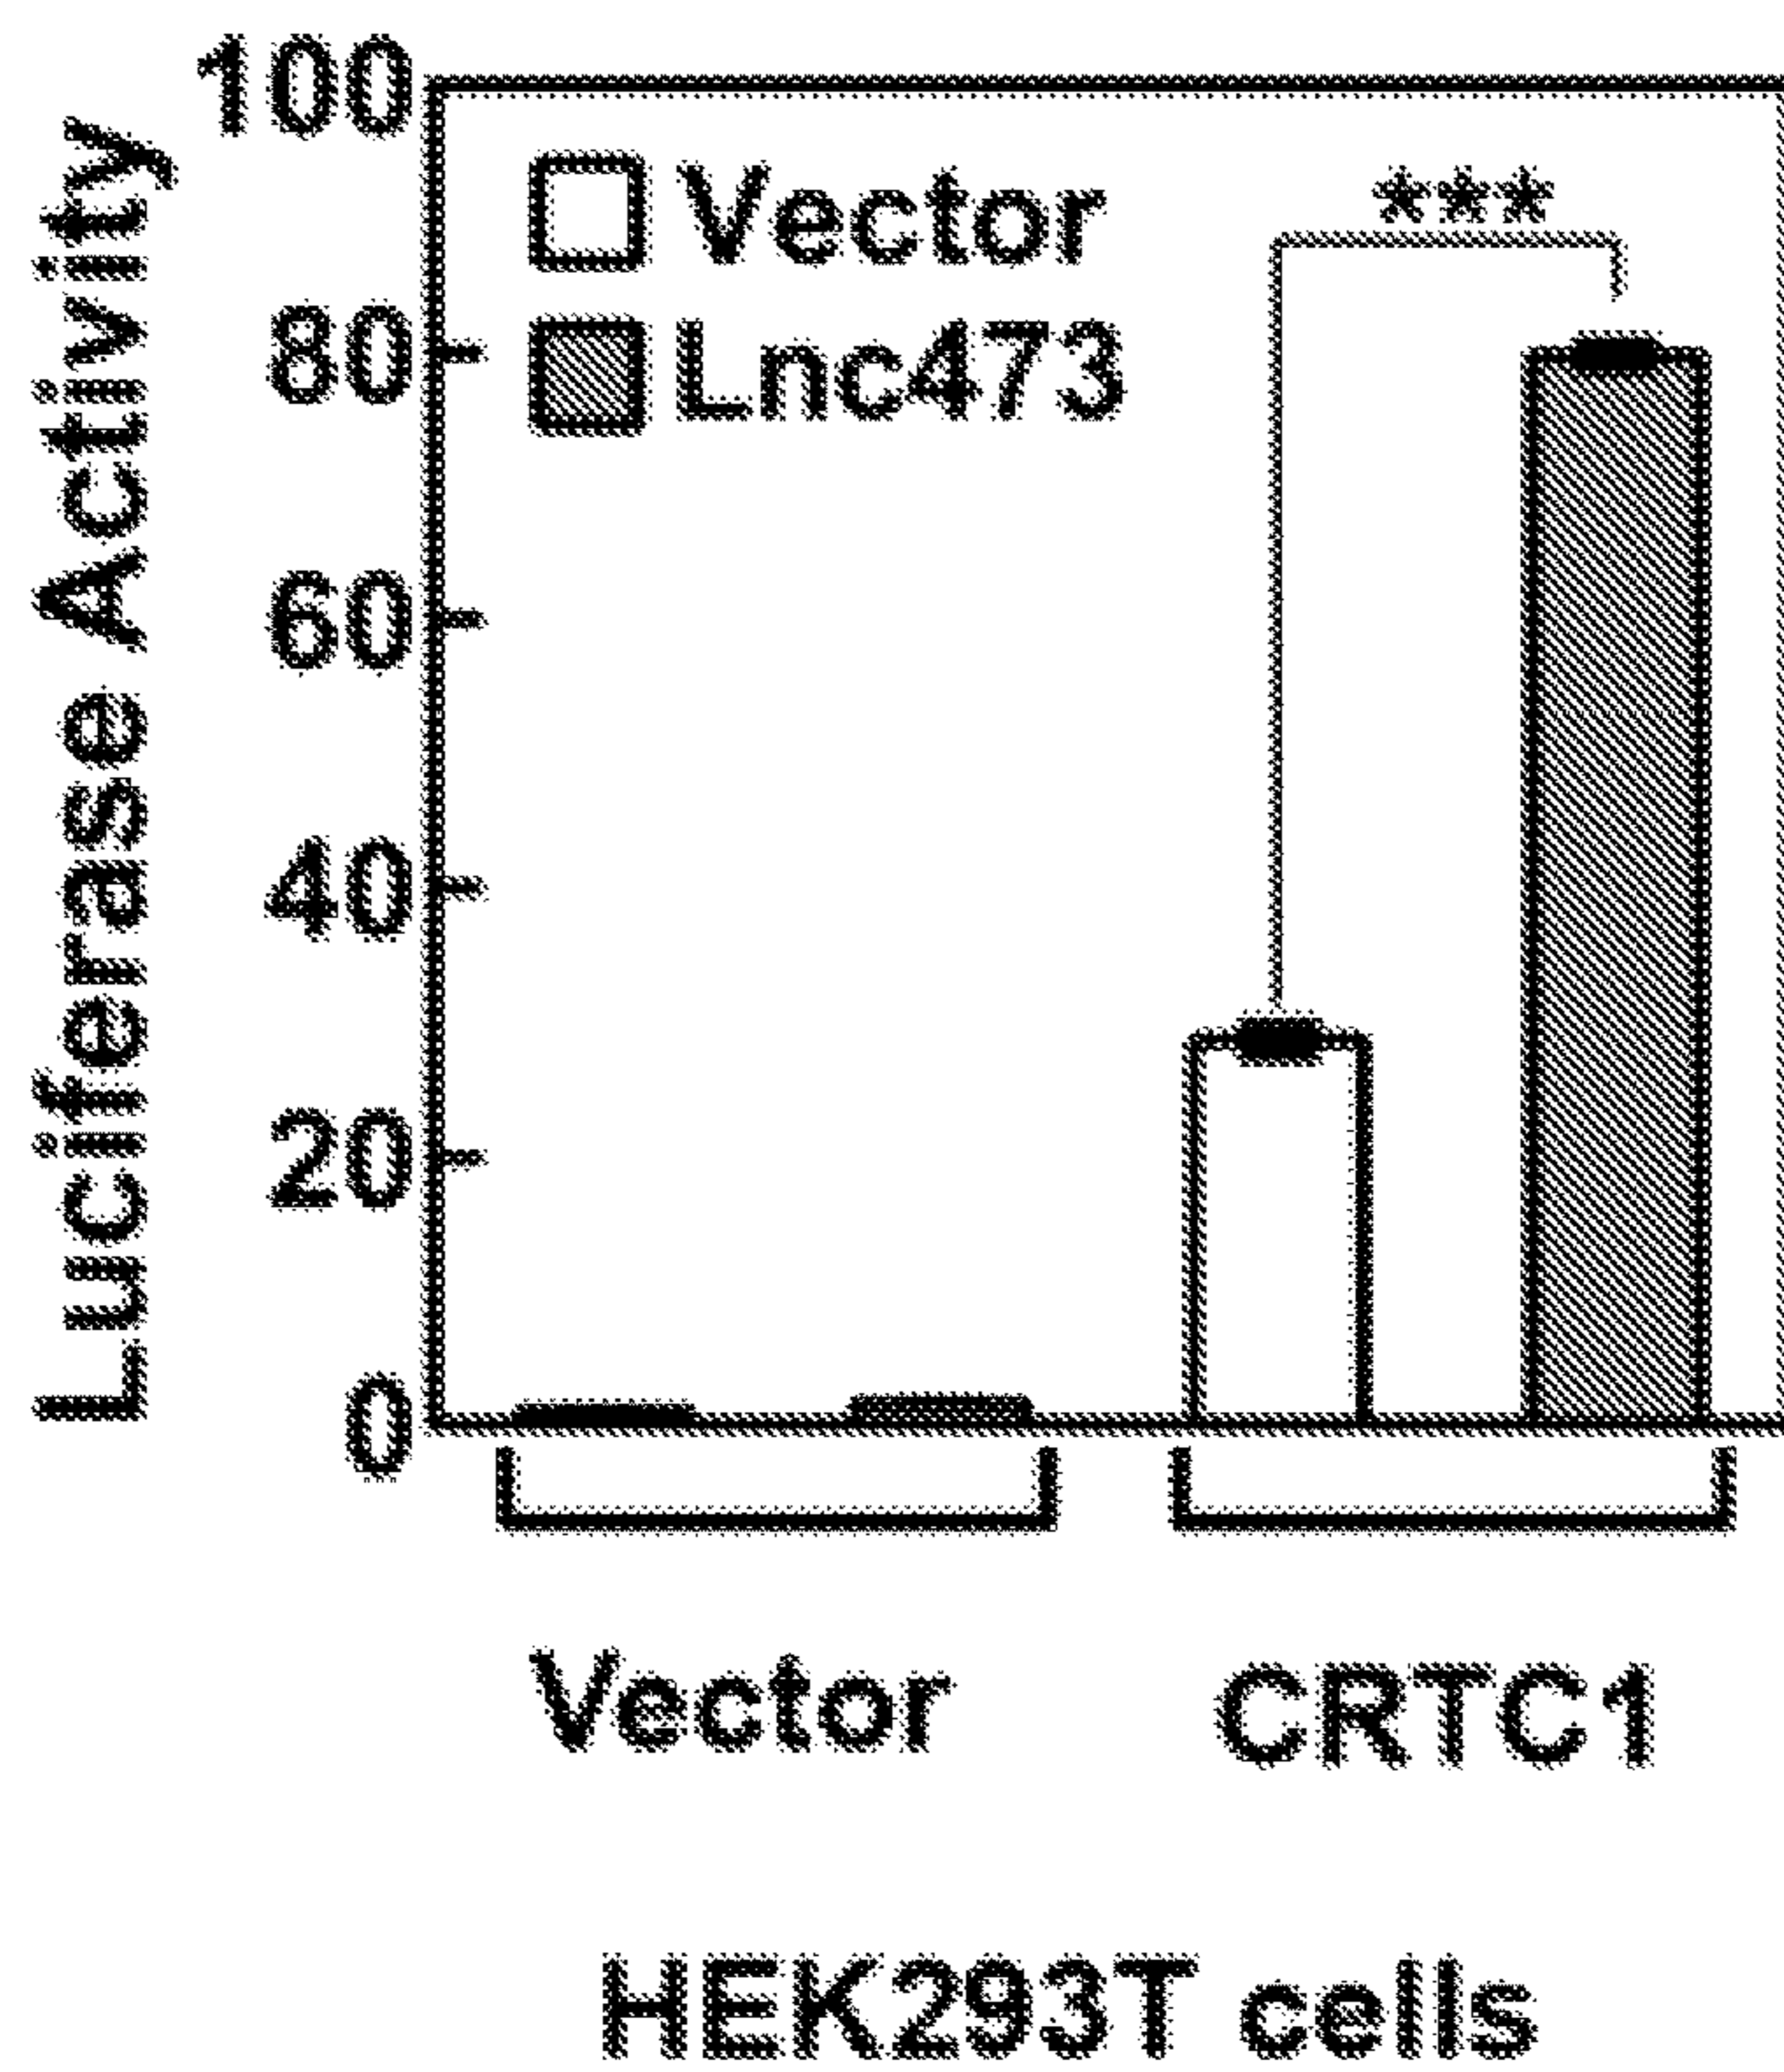 Luciferase Activity
100
80
60
40
20
0
Vector
Lnc473
***
Vector CRTC1
HEK293T cells